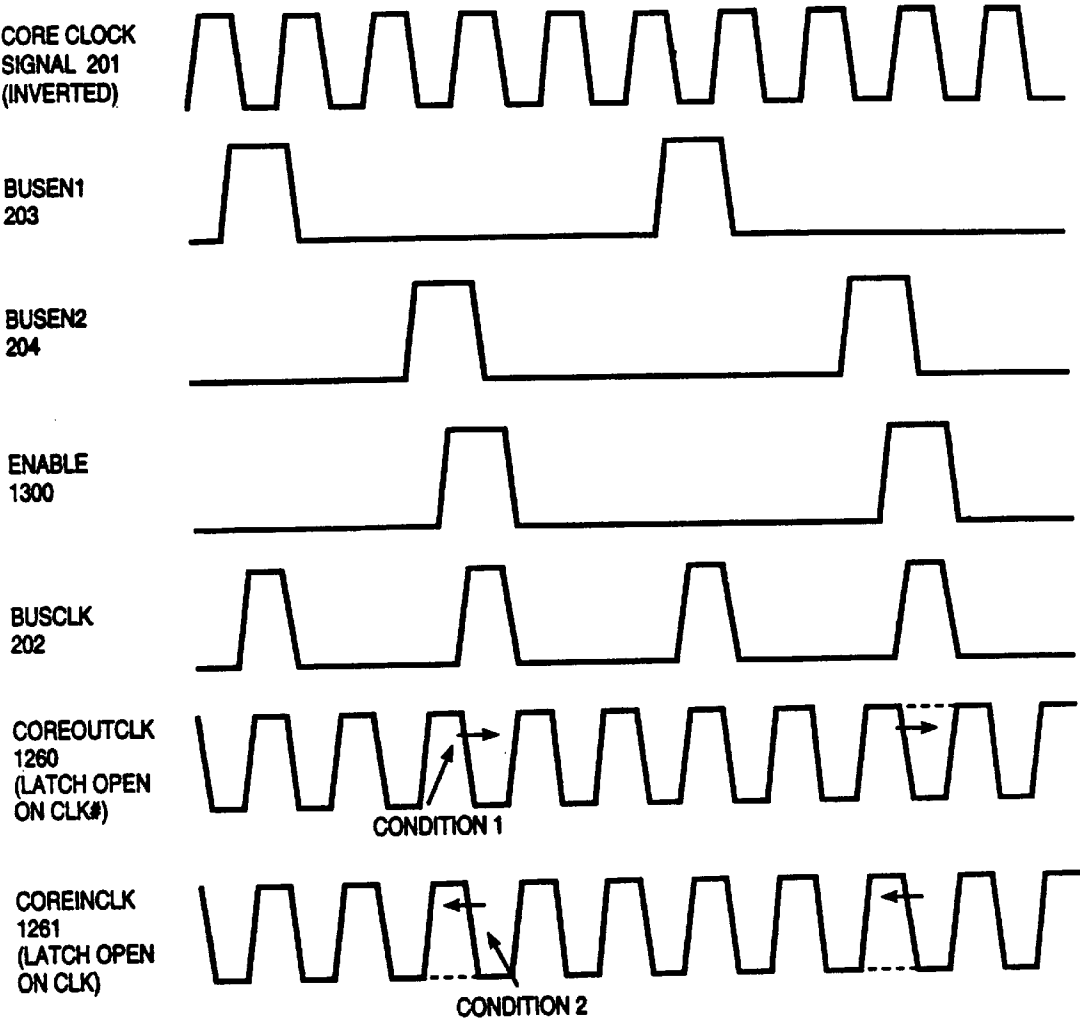 CORE CLOCK
SIGNAL 201
(INVERTED)
BUSEN1
203
BUSEN2
204
ENABLE
1300
BUSCLK
202
COREOUTCLK
1260
(LATCH OPEN
ON CLK#)
CONDITION 1
COREINCLK
1261
(LATCH OPEN
ON CLK)
CONDITION 2